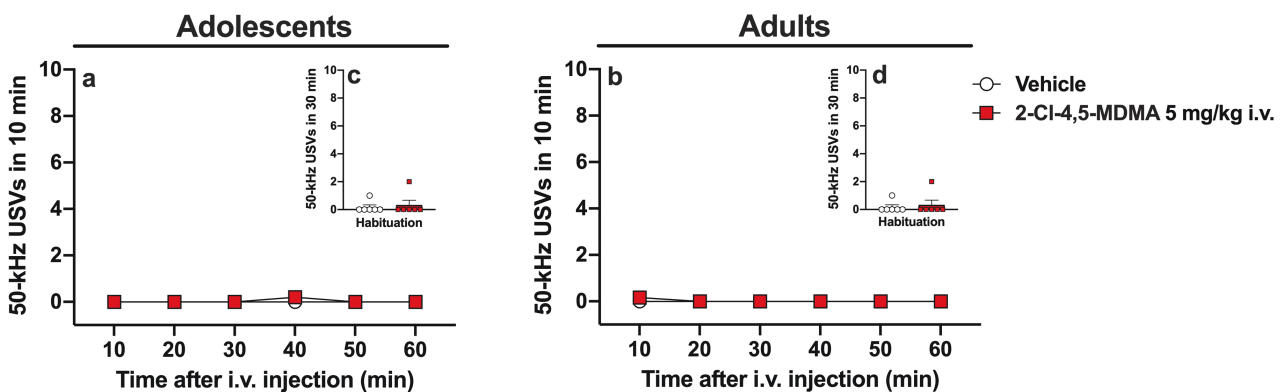 Adolescents
Adults
a
c
b
d
50-kHz USVs in 10 min
10
8
6
4
2
0
10 20 30 40 50 60
Time after i.v. injection (min)
50-kHz USVs in 30 min
10
8
6
4
2
0
Habituation
50-kHz USVs in 10 min
10
8
6
4
2
0
10 20 30 40 50 60
Time after i.v. injection (min)
50-kHz USVs in 30 min
10
8
6
4
2
0
Habituation
Vehicle
2-Cl-4,5-MDMA 5 mg/kg i.v.